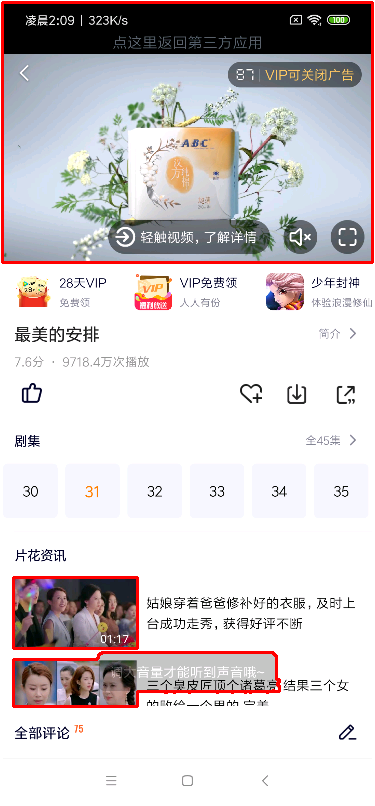 凌晨2:09 | 323K/s
100
点这里返回第三方应用
87 | VIP可关闭广告
ABC
轻触视频，了解详情
28天VIP
免费领
VIP
VIP免费领
人人有份
少年封神
体验浪漫修仙
最美的安排
简介
7.6分 · 9718.4万次播放
剧集
全45集
30
31
32
33
34
35
片花资讯
01:17
姑娘穿着爸爸修补好的衣服，及时上
台成功走秀，获得好评不断
调大音量才能听到声音哦~
三个臭皮匠顶个诸葛亮 结果三个女
的败给一个男的 完美
全部评论 75